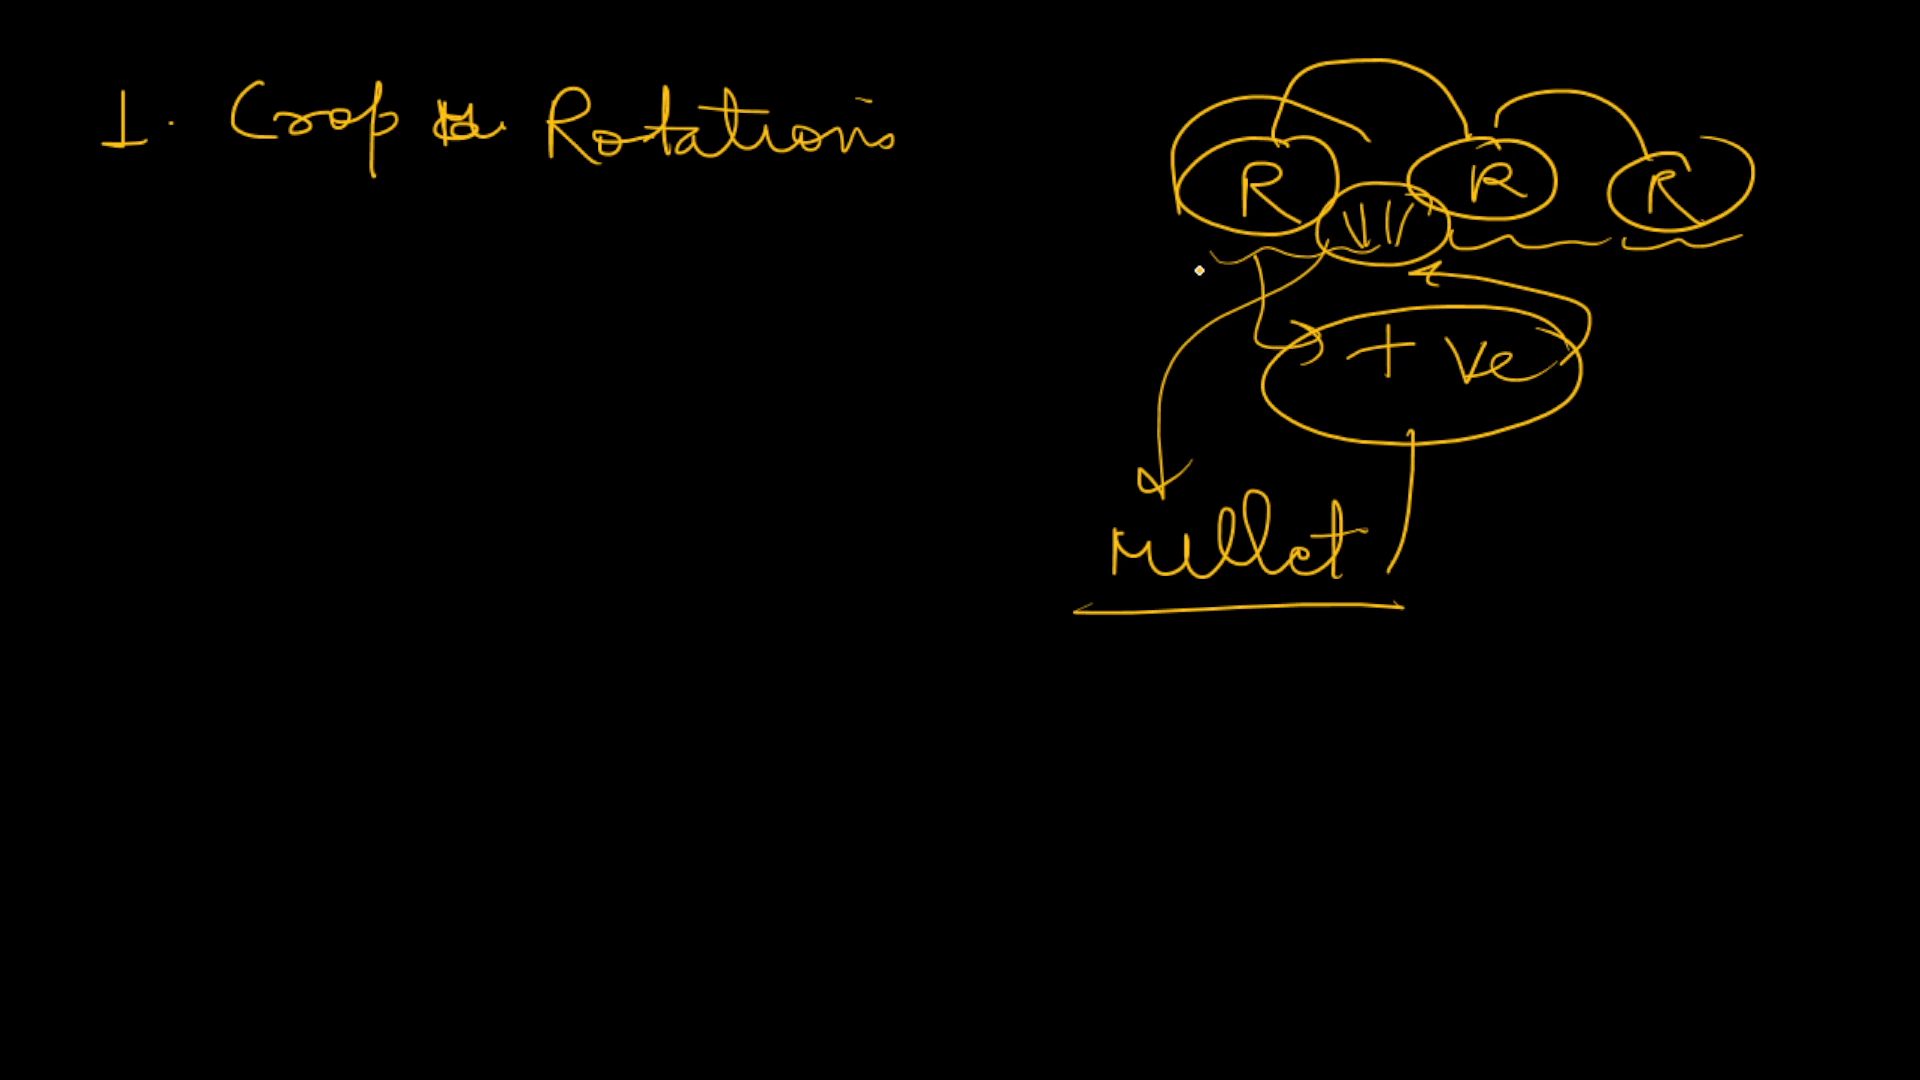 1. Crop Rotations
R R R
+ ve
millet